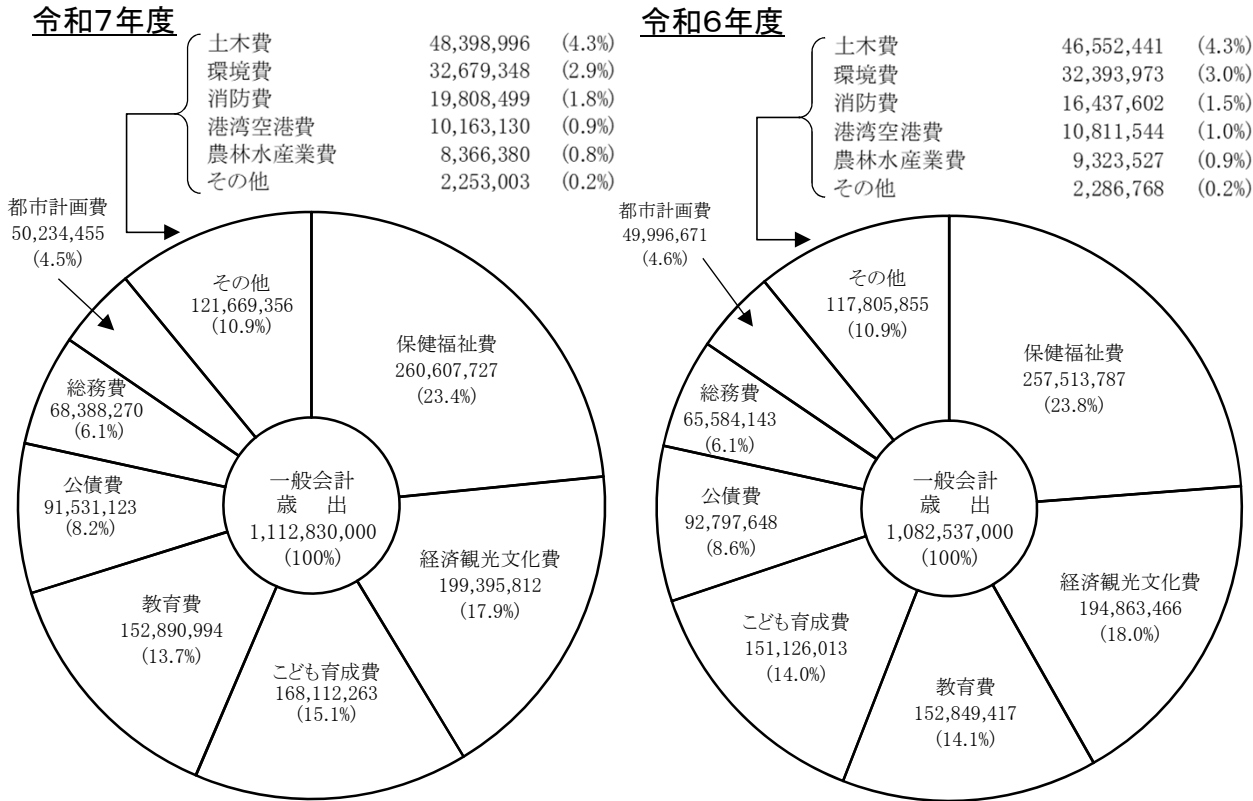 令和7年度
土木費 48,398,996 (4.3%)
環境費 32,679,348 (2.9%)
消防費 19,808,499 (1.8%)
港湾空港費 10,163,130 (0.9%)
農林水産業費 8,366,380 (0.8%)
その他 2,253,003 (0.2%)
都市計画費
50,234,455
(4.5%)
その他
121,669,356
(10.9%)
保健福祉費
260,607,727
(23.4%)
総務費
68,388,270
(6.1%)
公債費
91,531,123
(8.2%)
一般会計
歳 出
1,112,830,000
(100%)
経済観光文化費
199,395,812
(17.9%)
教育費
152,890,994
(13.7%)
こども育成費
168,112,263
(15.1%)
令和6年度
土木費 46,552,441 (4.3%)
環境費 32,393,973 (3.0%)
消防費 16,437,602 (1.5%)
港湾空港費 10,811,544 (1.0%)
農林水産業費 9,323,527 (0.9%)
その他 2,286,768 (0.2%)
都市計画費
49,996,671
(4.6%)
その他
117,805,855
(10.9%)
保健福祉費
257,513,787
(23.8%)
総務費
65,584,143
(6.1%)
公債費
92,797,648
(8.6%)
一般会計
歳 出
1,082,537,000
(100%)
経済観光文化費
194,863,466
(18.0%)
こども育成費
151,126,013
(14.0%)
教育費
152,849,417
(14.1%)